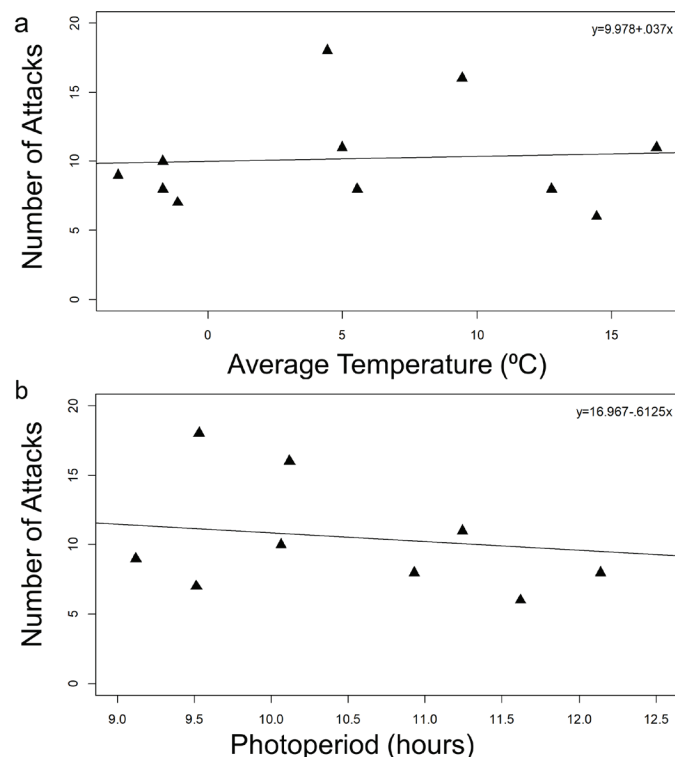 a
y=9.978+.037x
Number of Attacks
20
15
10
5
0
0 5 10 15
Average Temperature (ºC)
b
y=16.967-.6125x
Number of Attacks
20
15
10
5
0
9.0 9.5 10.0 10.5 11.0 11.5 12.0 12.5
Photoperiod (hours)